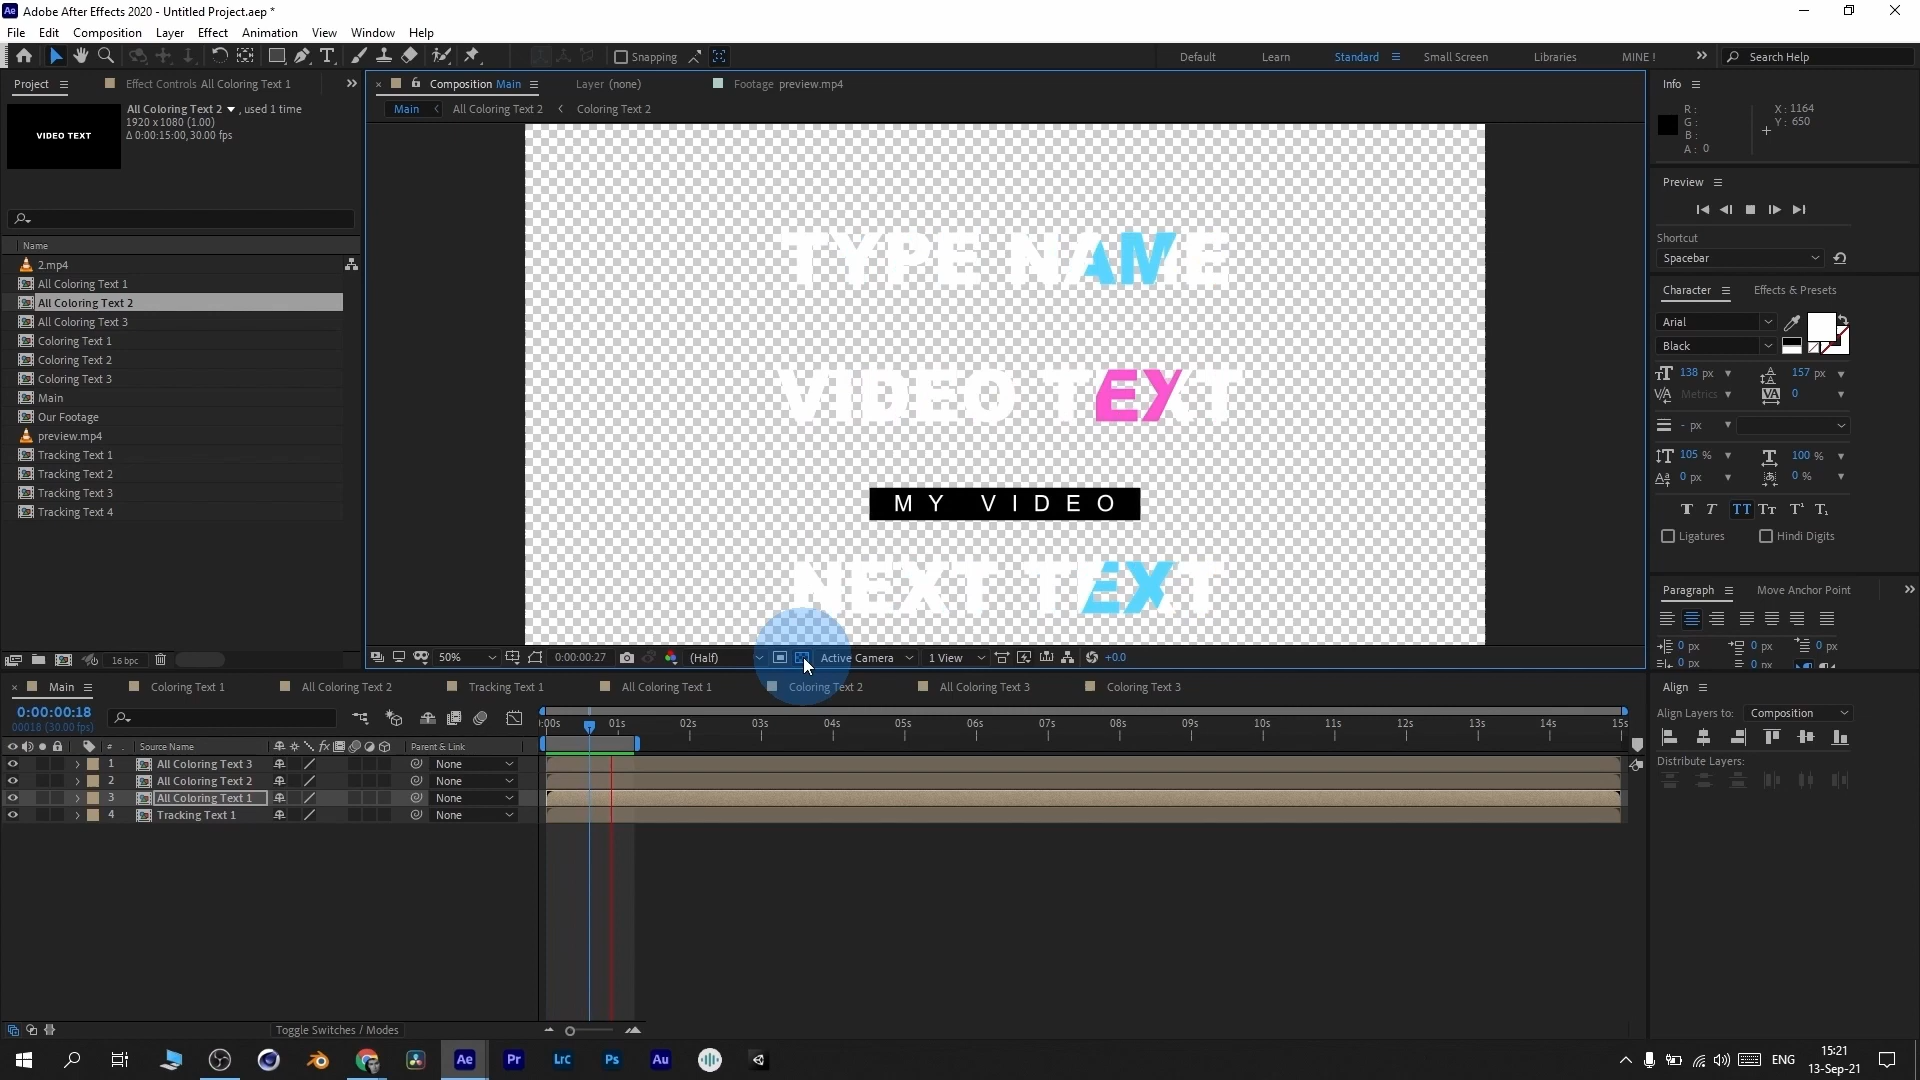 Ae Adobe After Effects 2020 - Untitled Project.aep *
File Edit Composition Layer Effect Animation View Window Help
Snapping Default Learn Standard Small Screen Libraries MINE ! Search Help
Project Effect Controls All Coloring Text 1
All Coloring Text 2 , used 1 time
1920 x 1080 (1.00)
Δ 0:00:15:00, 30.00 fps
VIDEO TEXT
Name
2.mp4
All Coloring Text 1
All Coloring Text 2
All Coloring Text 3
Coloring Text 1
Coloring Text 2
Coloring Text 3
Main
Our Footage
preview.mp4
Tracking Text 1
Tracking Text 2
Tracking Text 3
Tracking Text 4
16 bpc
Composition Main Layer (none) Footage preview.mp4
Main All Coloring Text 2 Coloring Text 2
TYPE NAME
VIDEO TEXT
MY VIDEO
NEXT TEXT
50% 0:00:00:27 (Half) Active Camera 1 View +0.0
Info
R :
G :
B :
A : 0
X : 1164
Y : 650
Preview
Shortcut
Spacebar
Character Effects & Presets
Arial
Black
138 px 157 px
Metrics 0
- px
105 % 100 %
0 px 0 %
Ligatures Hindi Digits
Paragraph Move Anchor Point
0 px 0 px 0 px
0 px 0 px
Main Coloring Text 1 All Coloring Text 2 Tracking Text 1 All Coloring Text 1 Coloring Text 2 All Coloring Text 3 Coloring Text 3
0:00:00:18
00018 (30.00 fps)
:00s 01s 02s 03s 04s 05s 06s 07s 08s 09s 10s 11s 12s 13s 14s 15s
# Source Name Parent & Link
1 All Coloring Text 3 None
2 All Coloring Text 2 None
3 All Coloring Text 1 None
4 Tracking Text 1 None
Toggle Switches / Modes
Align
Align Layers to: Composition
Distribute Layers:
Ae Pr Lrc Ps Au
ENG
15:21
13-Sep-21